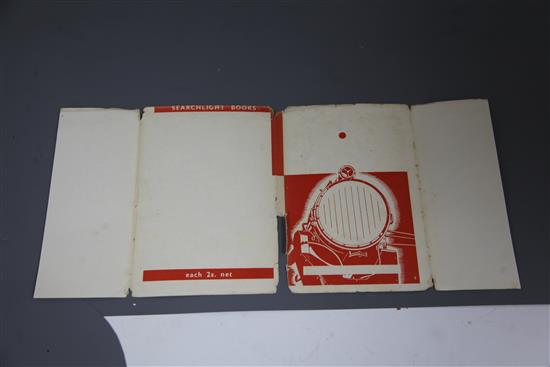 SEARCHLIGHT BOOKS
each 2s. net